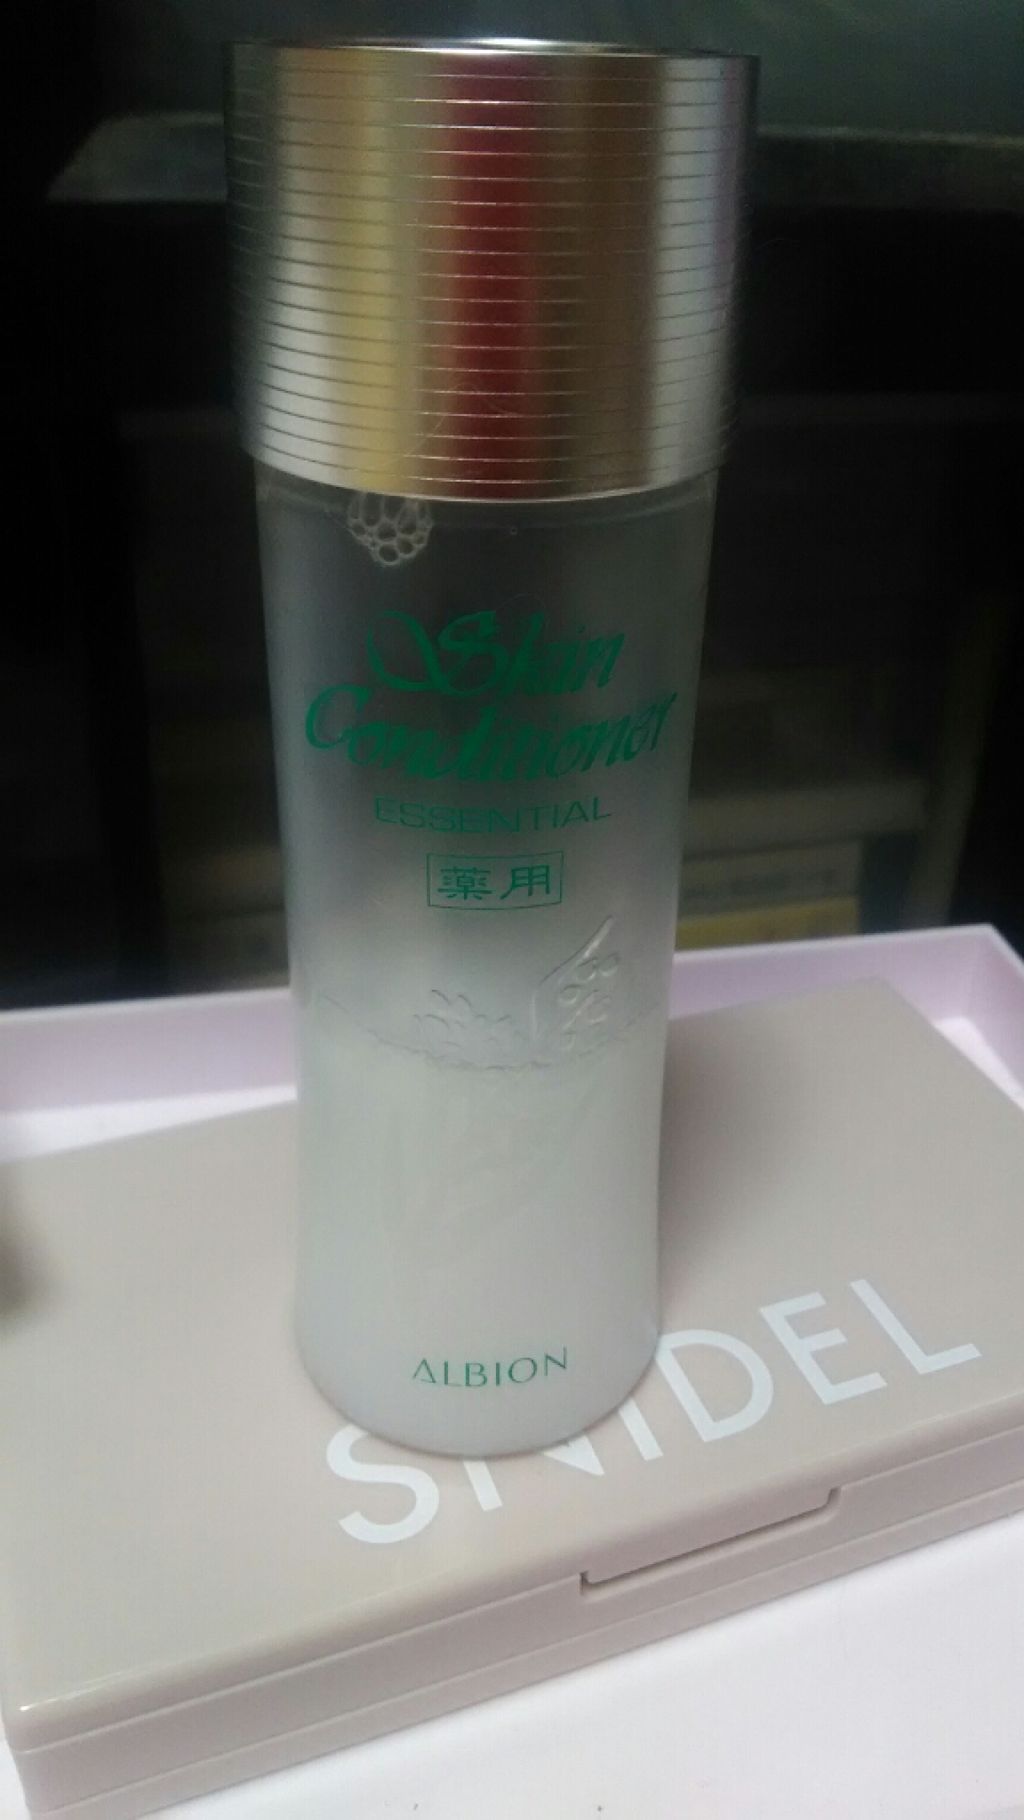 Skin
Conditioner
ESSENTIAL
薬用
ALBION
SNIDEL